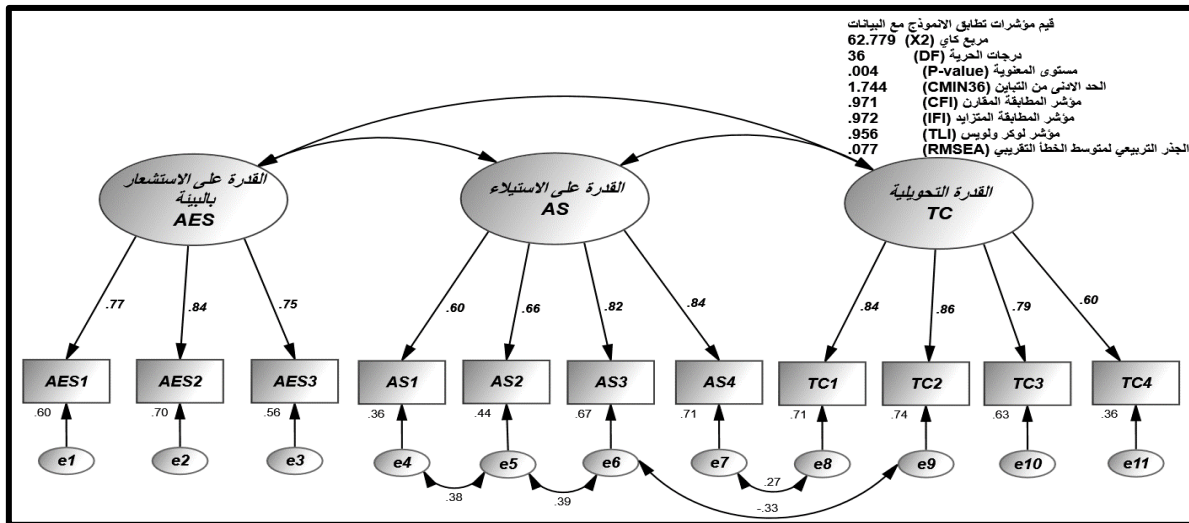 قيم مؤشرات تطابق الانموذج مع البيانات
مربع كاي (X2) 62.779
درجات الحرية (DF) 36
مستوى المعنوية (P-value) .004
الحد الادنى من التباين (CMIN36) 1.744
مؤشر المطابقة المقارن (CFI) .971
مؤشر المطابقة المتزايد (IFI) .972
مؤشر لوكر ولويس (TLI) .956
الجذر التربيعي لمتوسط الخطأ التقريبي (RMSEA) .077
القدرة على الاستشعار
بالبيئة
AES
القدرة على الاستيلاء
AS
القدرة التحويلية
TC
.77 .84 .75 .60 .66 .82 .84 .84 .86 .79 .60
AES1 AES2 AES3 AS1 AS2 AS3 AS4 TC1 TC2 TC3 TC4
.60 .70 .56 .36 .44 .67 .71 .71 .74 .63 .36
e1 e2 e3 e4 e5 e6 e7 e8 e9 e10 e11
.38 .39 .27 -.33